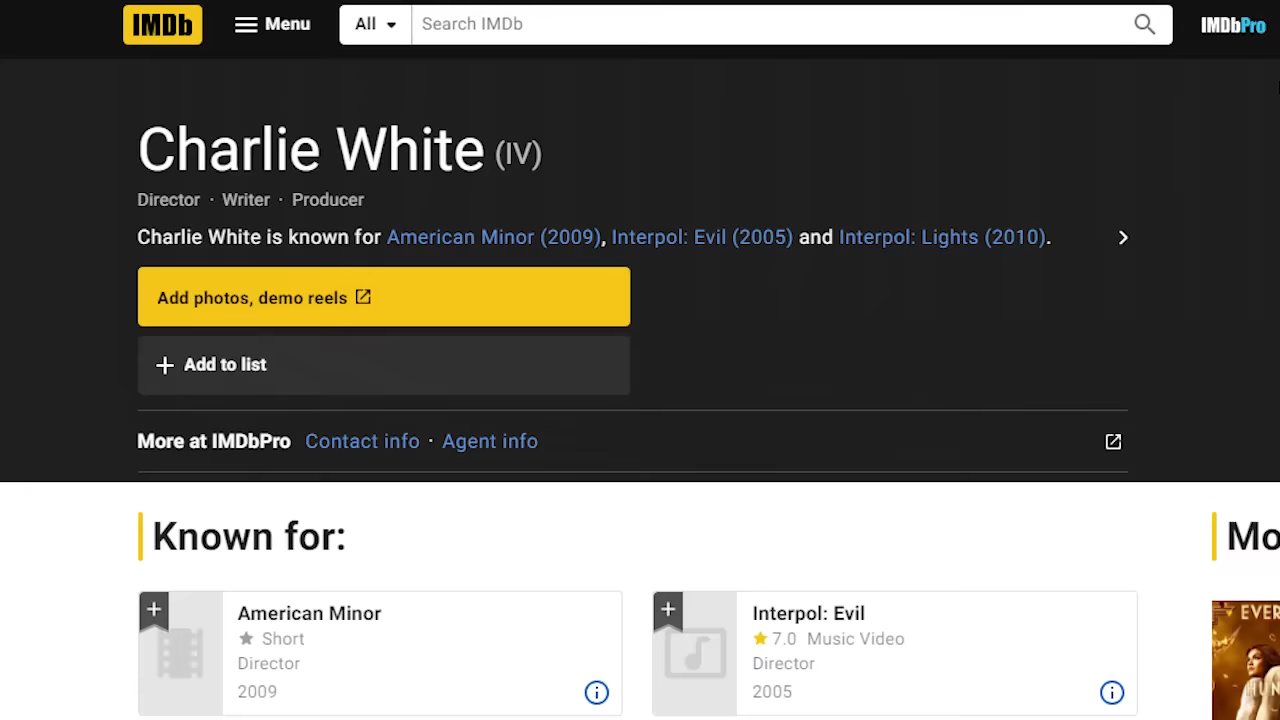 IMDb Menu All Search IMDb IMDbPro
Charlie White (IV)
Director · Writer · Producer
Charlie White is known for American Minor (2009), Interpol: Evil (2005) and Interpol: Lights (2010).
Add photos, demo reels
+ Add to list
More at IMDbPro Contact info · Agent info
Known for:
American Minor
Short
Director
2009
Interpol: Evil
7.0 Music Video
Director
2005
Mo
EVER